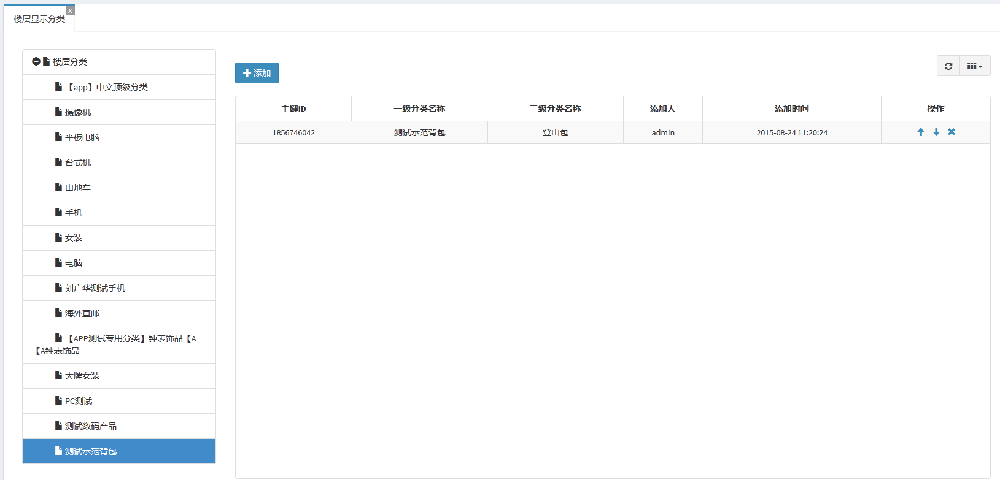 楼层显示分类
x
楼层分类
【app】中文顶级分类
摄像机
平板电脑
台式机
山地车
手机
女装
电脑
刘广华测试手机
海外直邮
【APP测试专用分类】钟表饰品【A
【A钟表饰品
大牌女装
PC测试
测试数码产品
测试示范背包
添加
主键ID 一级分类名称 三级分类名称 添加人 添加时间 操作
1856746042 测试示范背包 登山包 admin 2015-08-24 11:20:24